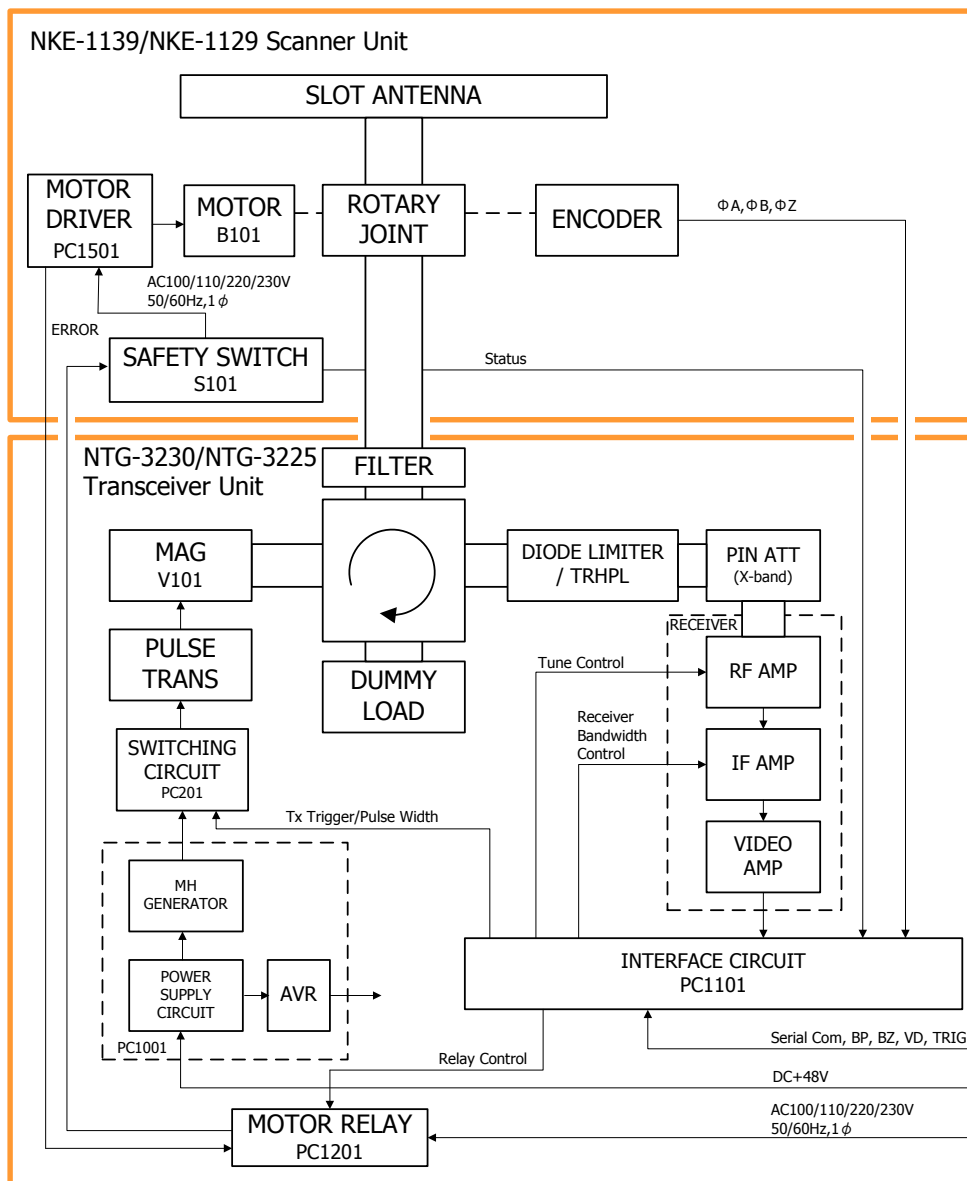 NKE-1139/NKE-1129 Scanner Unit
SLOT ANTENNA
MOTOR
DRIVER
PC1501
MOTOR
B101
ROTARY
JOINT
ENCODER
ΦA,ΦB,ΦZ
AC100/110/220/230V
50/60Hz,1φ
ERROR
SAFETY SWITCH
S101
Status
NTG-3230/NTG-3225
Transceiver Unit
FILTER
MAG
V101
DIODE LIMITER
/ TRHPL
PIN ATT
(X-band)
RECEIVER
PULSE
TRANS
DUMMY
LOAD
Tune Control
RF AMP
Receiver
Bandwidth
Control
SWITCHING
CIRCUIT
PC201
IF AMP
Tx Trigger/Pulse Width
VIDEO
AMP
MH
GENERATOR
POWER
SUPPLY
CIRCUIT
AVR
PC1001
INTERFACE CIRCUIT
PC1101
Serial Com, BP, BZ, VD, TRIG
Relay Control
DC+48V
MOTOR RELAY
PC1201
AC100/110/220/230V
50/60Hz,1φ